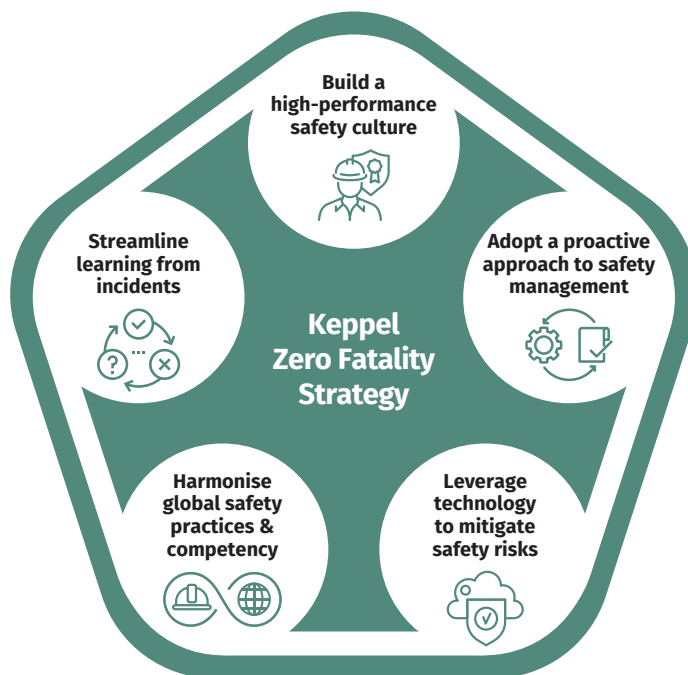 Build a
high-performance
safety culture
Adopt a proactive
approach to safety
management
Leverage
technology
to mitigate
safety risks
Harmonise
global safety
practices &
competency
Streamline
learning from
incidents
?
Keppel
Zero Fatality
Strategy